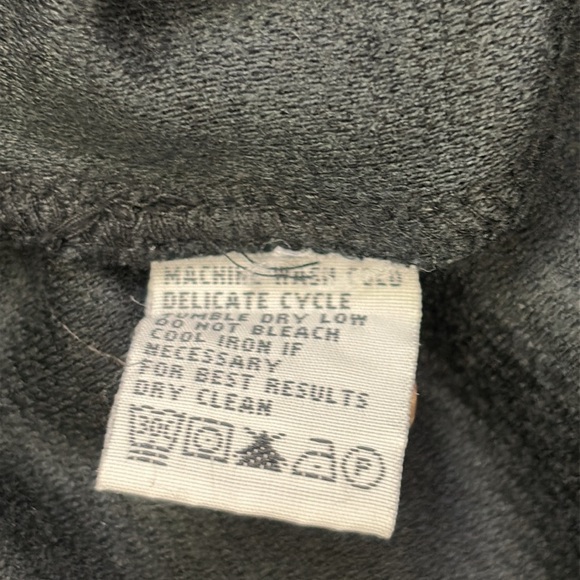 MACHINE WASH COLD
DELICATE CYCLE
TUMBLE DRY LOW
DO NOT BLEACH
COOL IRON IF
NECESSARY
FOR BEST RESULTS
DRY CLEAN
30C P